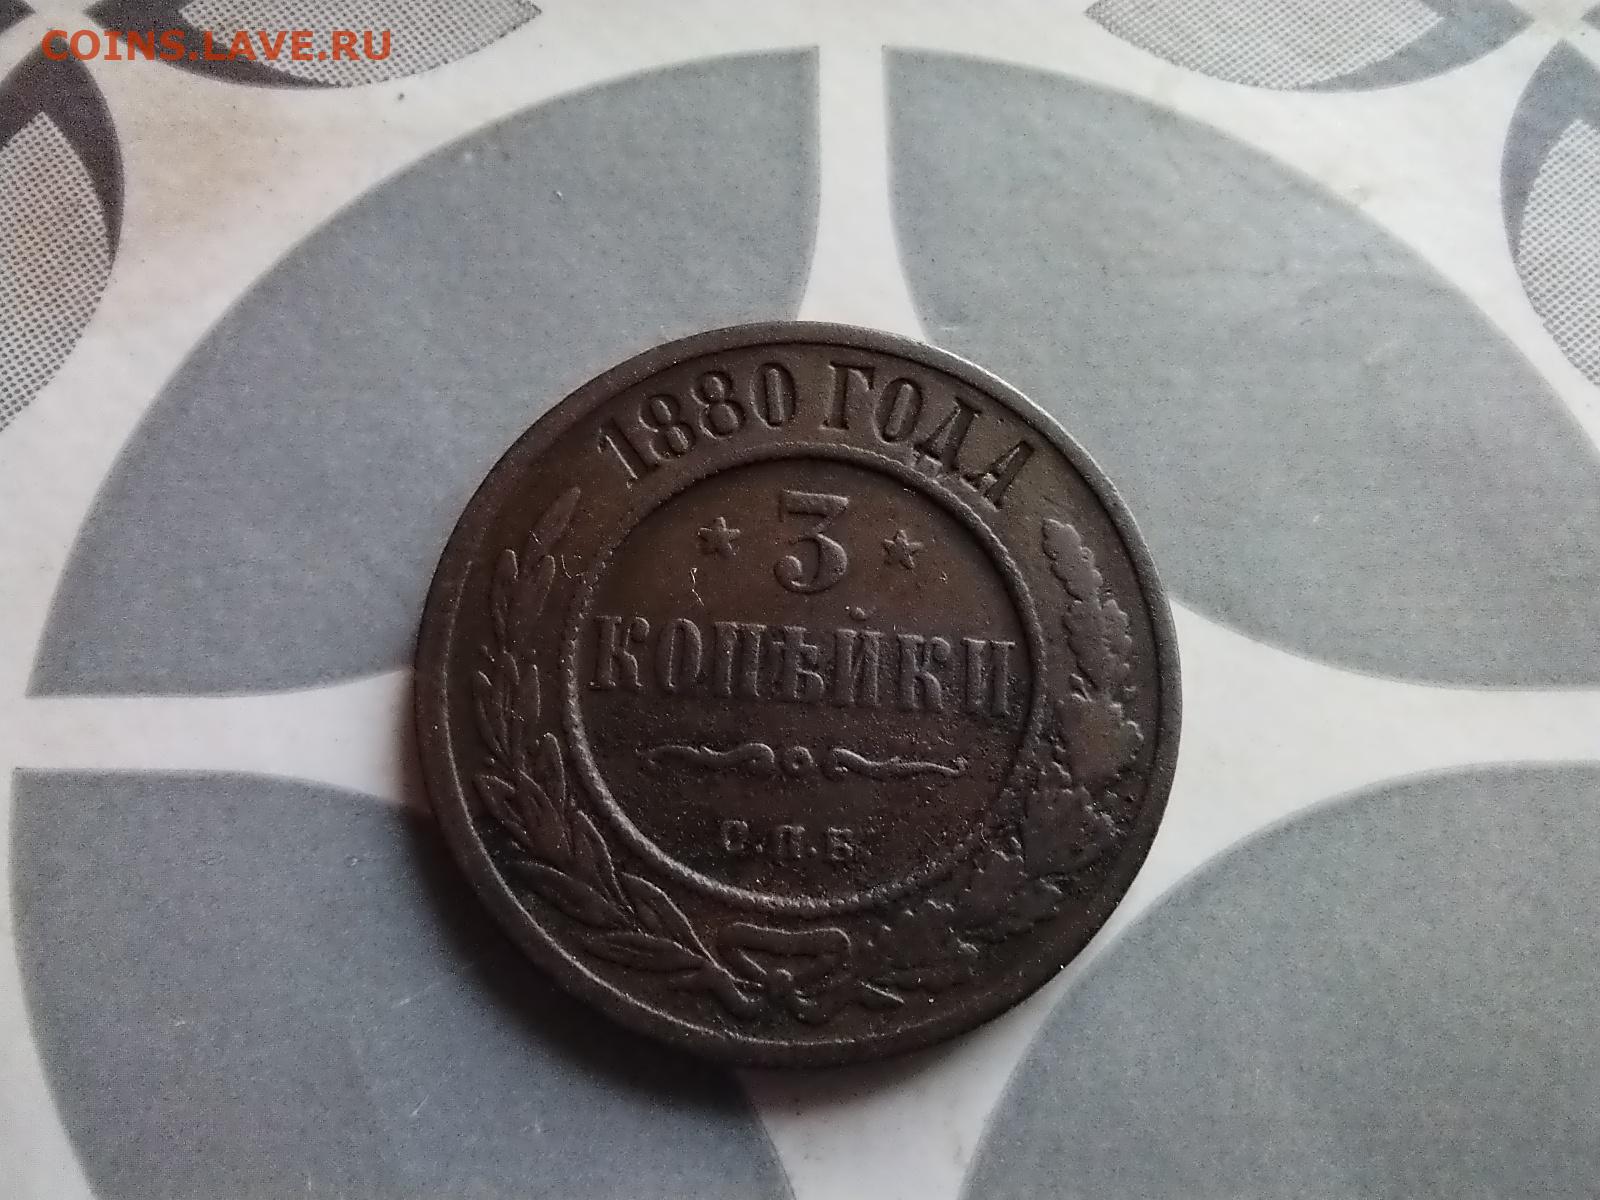 COINS.LAVE.RU
1880 ГОДА
* 3 *
КОПѢЙКИ
С.П.Б.